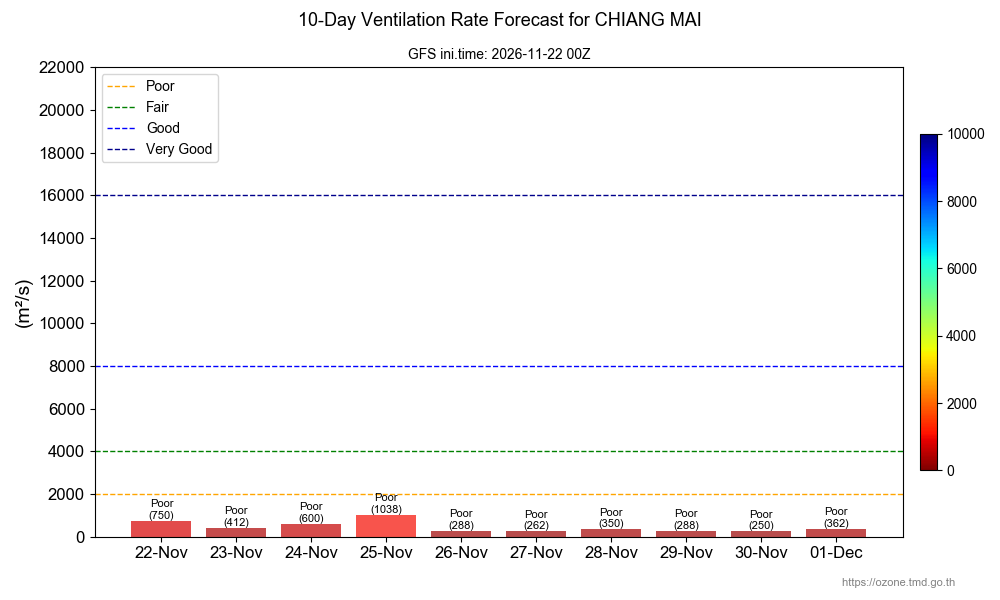 10-Day Ventilation Rate Forecast for CHIANG MAI
GFS ini.time: 2026-11-22 00Z
(m²/s)
22000
20000
18000
16000
14000
12000
10000
8000
6000
4000
2000
0
Poor
Fair
Good
Very Good
Poor
(750)
Poor
(412)
Poor
(600)
Poor
(1038)
Poor
(288)
Poor
(262)
Poor
(350)
Poor
(288)
Poor
(250)
Poor
(362)
22-Nov 23-Nov 24-Nov 25-Nov 26-Nov 27-Nov 28-Nov 29-Nov 30-Nov 01-Dec
10000
8000
6000
4000
2000
0
https://ozone.tmd.go.th